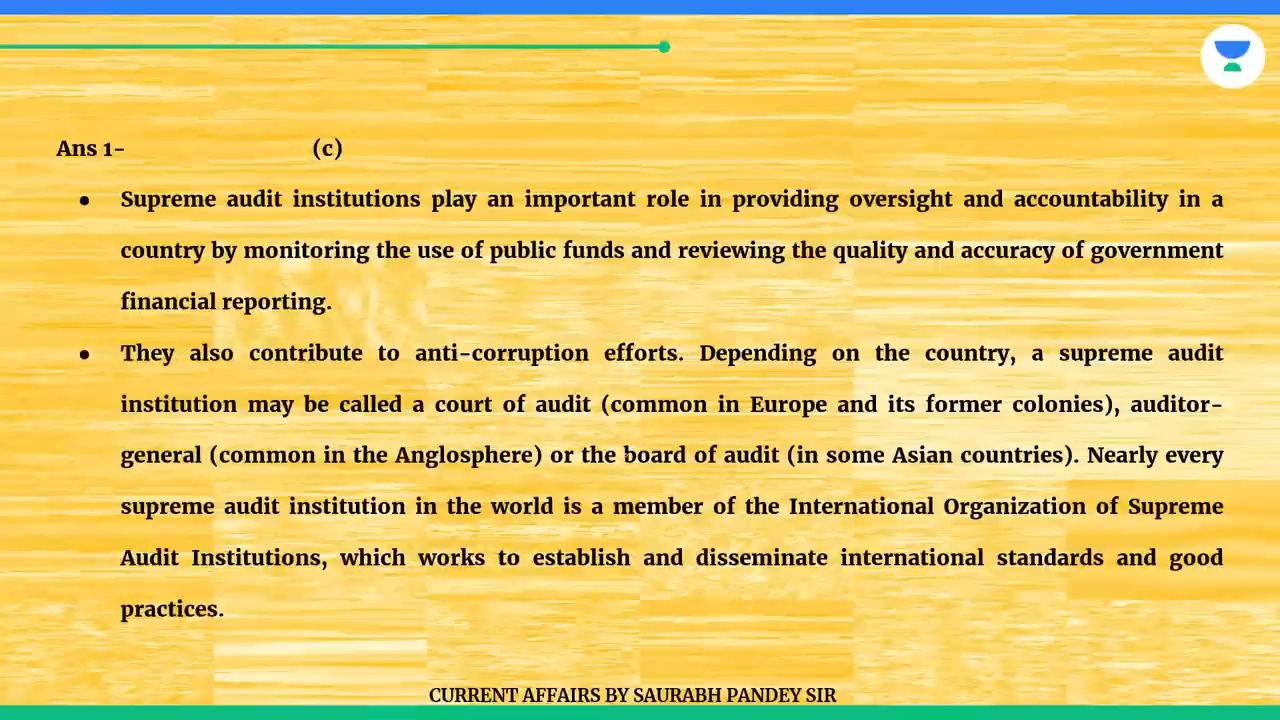 Ans 1- (c)
● Supreme audit institutions play an important role in providing oversight and accountability in a
country by monitoring the use of public funds and reviewing the quality and accuracy of government
financial reporting.
● They also contribute to anti-corruption efforts. Depending on the country, a supreme audit
institution may be called a court of audit (common in Europe and its former colonies), auditor-
general (common in the Anglosphere) or the board of audit (in some Asian countries). Nearly every
supreme audit institution in the world is a member of the International Organization of Supreme
Audit Institutions, which works to establish and disseminate international standards and good
practices.
CURRENT AFFAIRS BY SAURABH PANDEY SIR